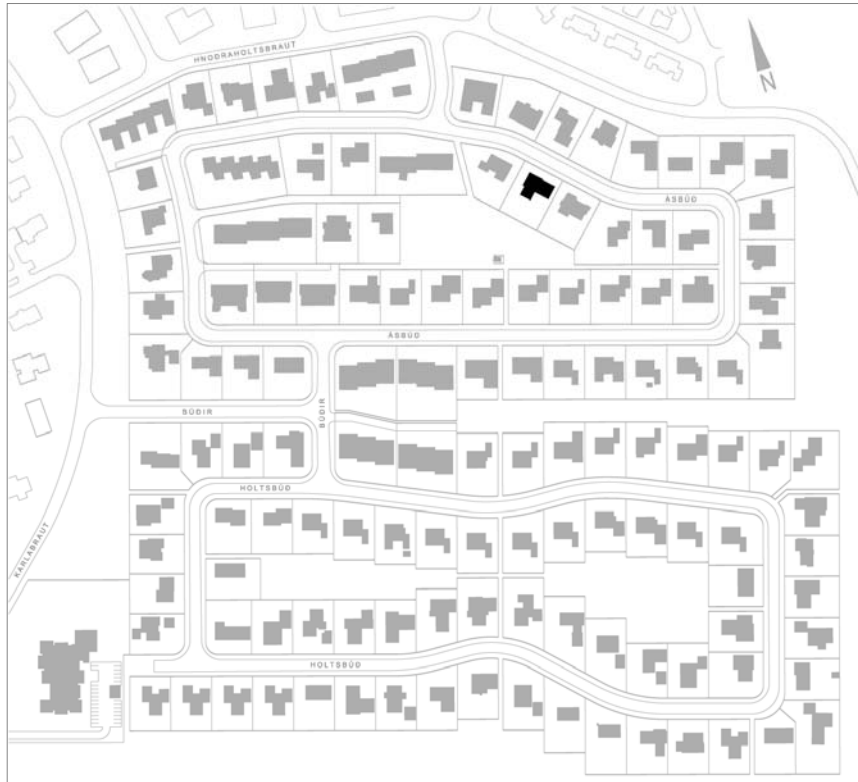 HNOÐRAHOLTSBRAUT
N
ÁSBÚÐ
ÁSBÚÐ
BÚÐIR
BÚÐIR
HOLTSBÚÐ
KARLABRAUT
HOLTSBÚÐ